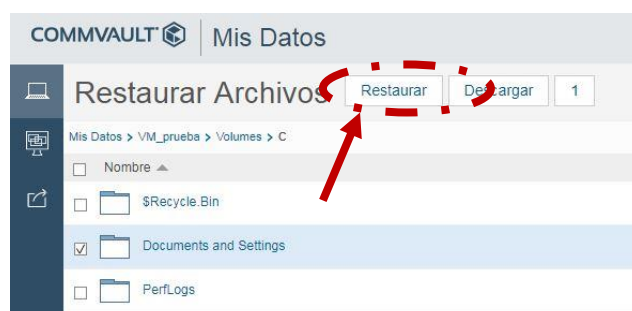 COMMVAULT Mis Datos
Restaurar Archivos Restaurar Descargar 1
Mis Datos > VM_prueba > Volumes > C
Nombre
$Recycle.Bin
Documents and Settings
PerfLogs